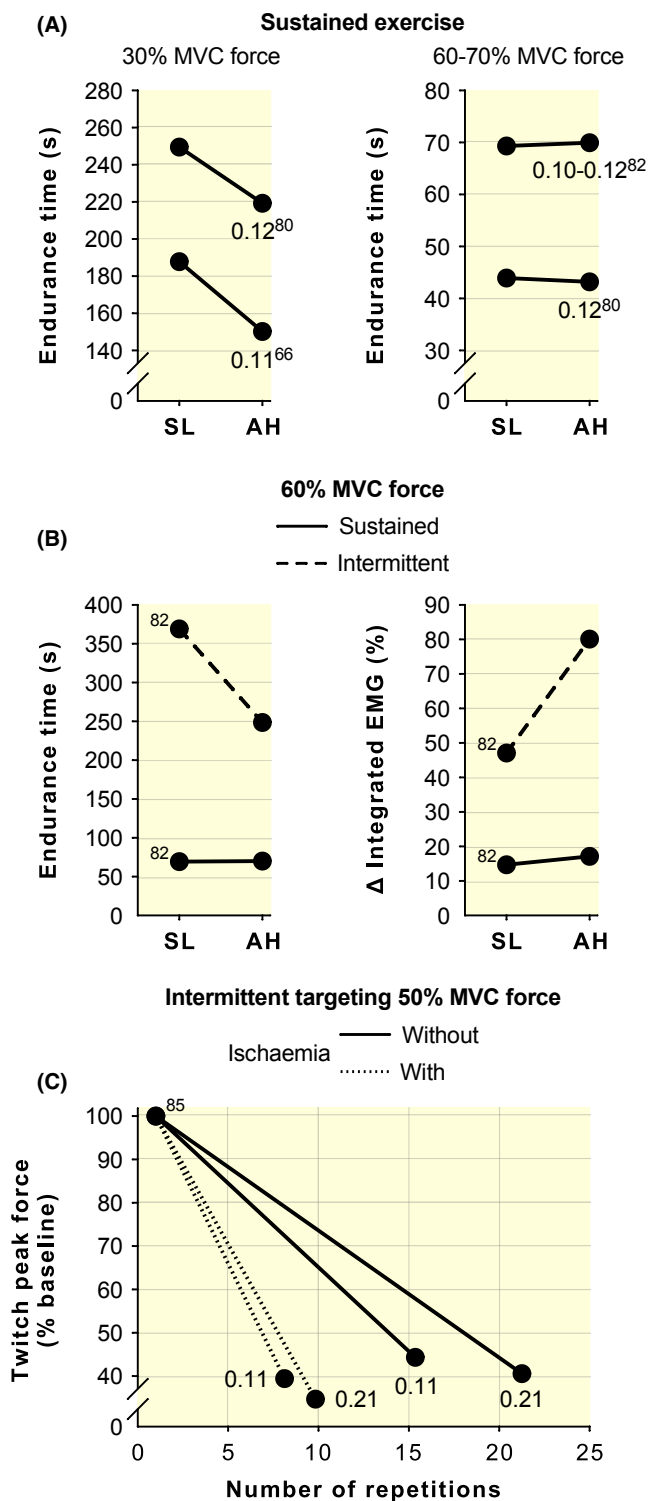 (A)
Sustained exercise
30% MVC force
60-70% MVC force
Endurance time (s)
280
260
240
220
200
180
160
140
0
0.12⁸⁰
0.11⁶⁶
SL AH
Endurance time (s)
80
70
60
50
40
30
0
0.10-0.12⁸²
0.12⁸⁰
SL AH
(B)
60% MVC force
Sustained
Intermittent
Endurance time (s)
400
350
300
250
200
150
100
50
0
82
82
SL AH
Δ Integrated EMG (%)
90
80
70
60
50
40
30
20
10
0
82
82
SL AH
(C)
Intermittent targeting 50% MVC force
Ischaemia
Without
With
Twitch peak force
(% baseline)
100
90
80
70
60
50
40
0
85
0.11
0.21
0.11
0.21
0 5 10 15 20 25
Number of repetitions